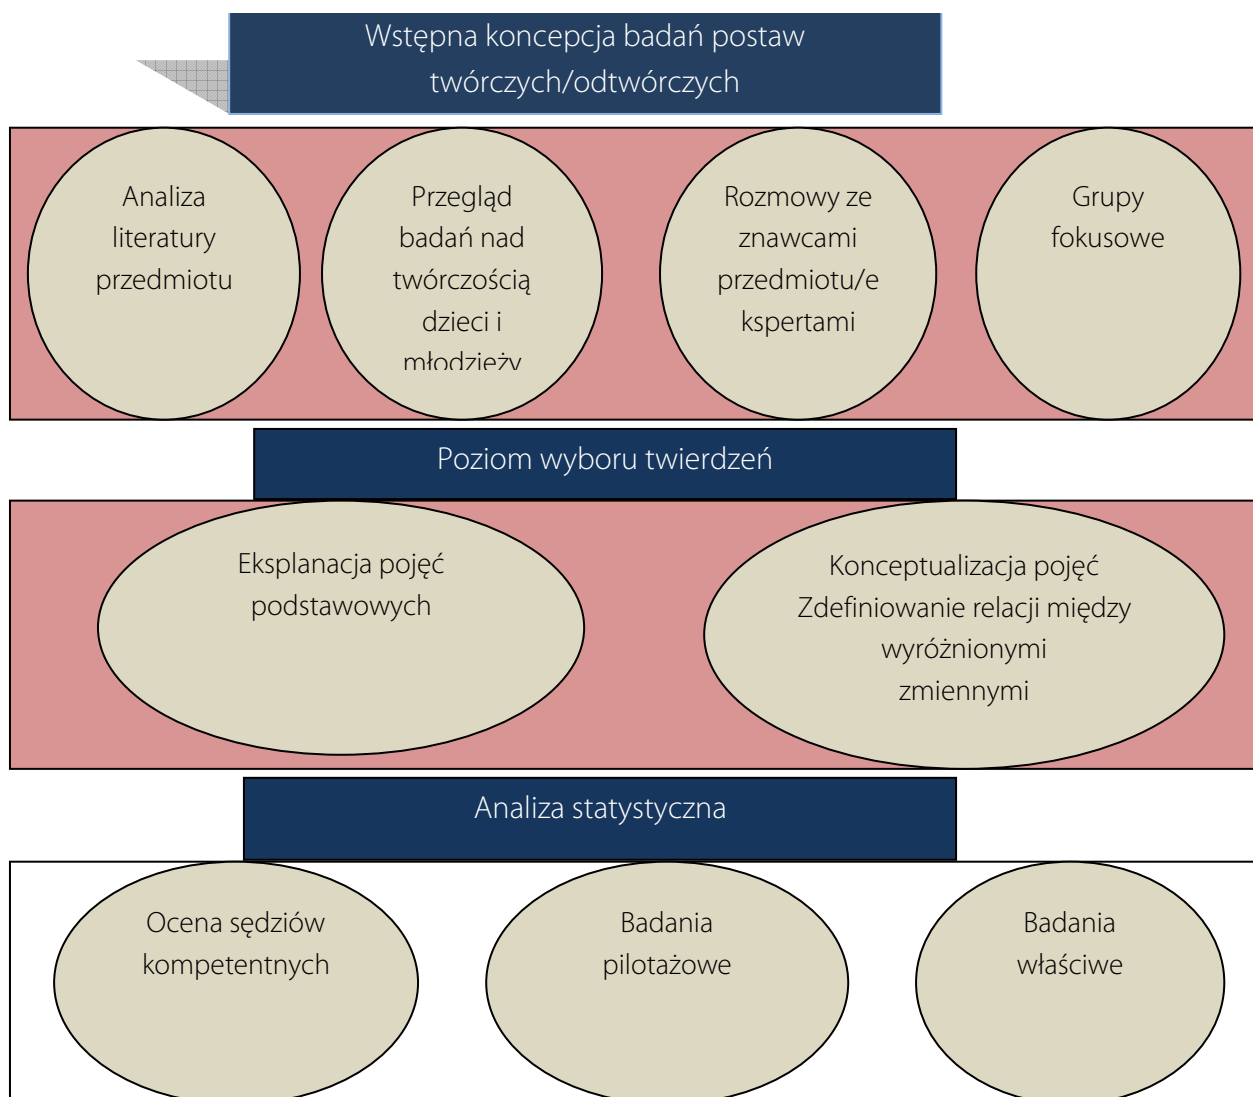 Wstępna koncepcja badań postaw
twórczych/odtwórczych
Analiza
literatury
przedmiotu
Przegląd
badań nad
twórczością
dzieci i
młodzieży
Rozmowy ze
znawcami
przedmiotu/e
kspertami
Grupy
fokusowe
Poziom wyboru twierdzeń
Eksplanacja pojęć
podstawowych
Konceptualizacja pojęć
Zdefiniowanie relacji między
wyróżnionymi
zmiennymi
Analiza statystyczna
Ocena sędziów
kompetentnych
Badania
pilotażowe
Badania
właściwe